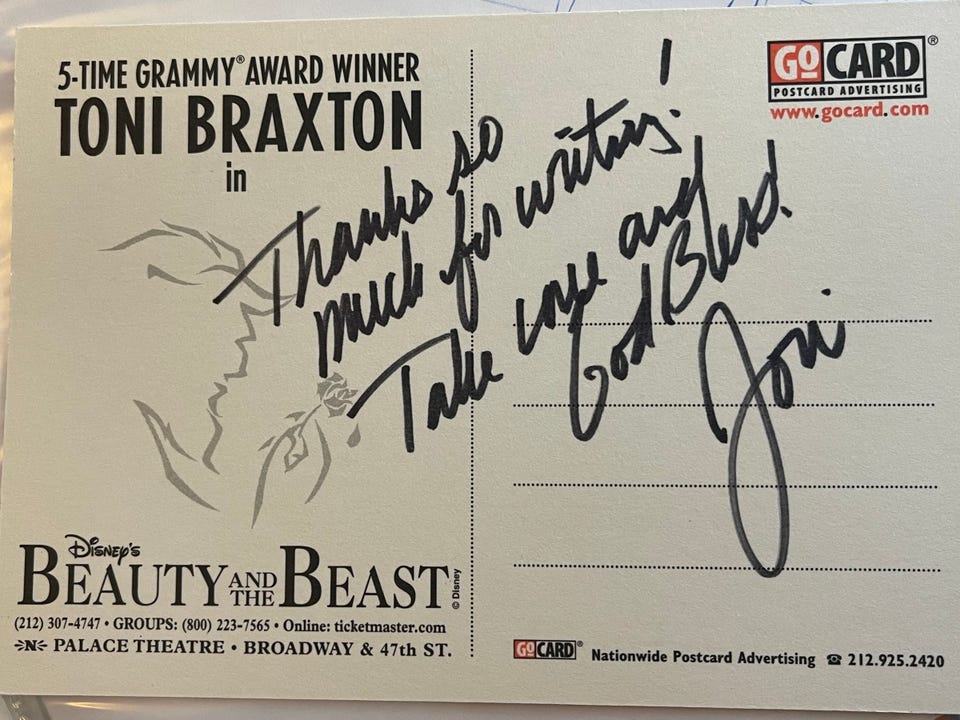 5-TIME GRAMMY® AWARD WINNER
TONI BRAXTON
in
Disney's
BEAUTY AND THE BEAST
© Disney
(212) 307-4747 • GROUPS: (800) 223-7565 • Online: ticketmaster.com
N PALACE THEATRE • BROADWAY & 47th ST.
Thanks so
much for writing!
Take care and
God Bless!
Toni
GOCARD®
POSTCARD ADVERTISING
www.gocard.com
GOCARD® Nationwide Postcard Advertising ☎ 212.925.2420